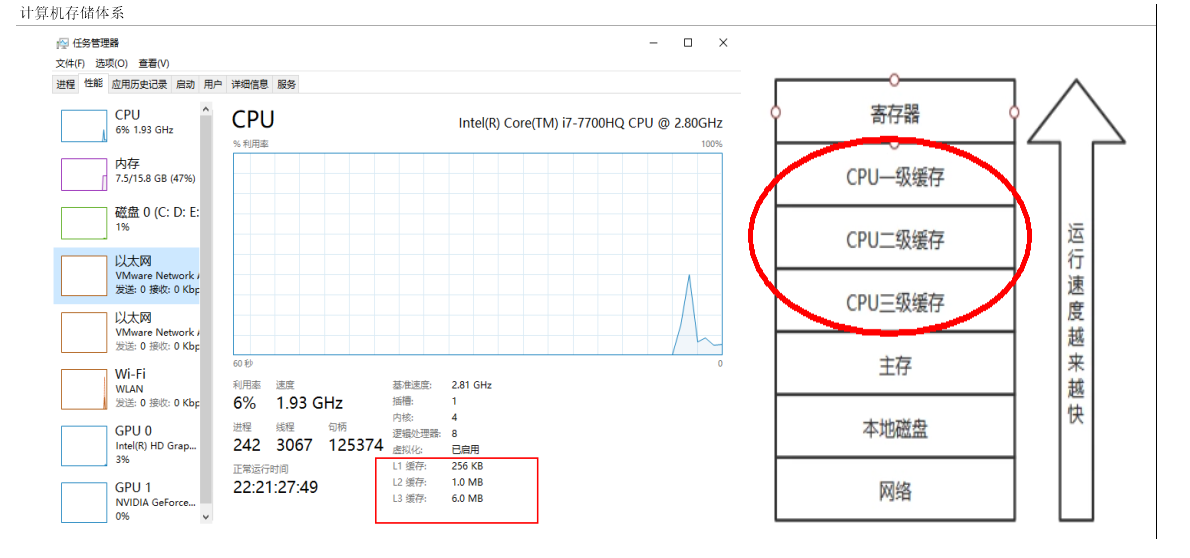 计算机存储体系
任务管理器
文件(F) 选项(O) 查看(V)
进程 性能 应用历史记录 启动 用户 详细信息 服务
CPU
6% 1.93 GHz
内存
7.5/15.8 GB (47%)
磁盘 0 (C: D: E:
1%
以太网
VMware Network
发送: 0 接收: 0 Kbp
以太网
VMware Network
发送: 0 接收: 0 Kbp
Wi-Fi
WLAN
发送: 0 接收: 0 Kbp
GPU 0
Intel(R) HD Grap...
3%
GPU 1
NVIDIA GeForce...
0%
CPU
Intel(R) Core(TM) i7-7700HQ CPU @ 2.80GHz
% 利用率 100%
60 秒 0
利用率 速度
6% 1.93 GHz
进程 线程 句柄
242 3067 125374
正常运行时间
22:21:27:49
基准速度: 2.81 GHz
插槽: 1
内核: 4
逻辑处理器: 8
虚拟化: 已启用
L1 缓存: 256 KB
L2 缓存: 1.0 MB
L3 缓存: 6.0 MB
寄存器
CPU一级缓存
CPU二级缓存
CPU三级缓存
主存
本地磁盘
网络
运行速度越来越快